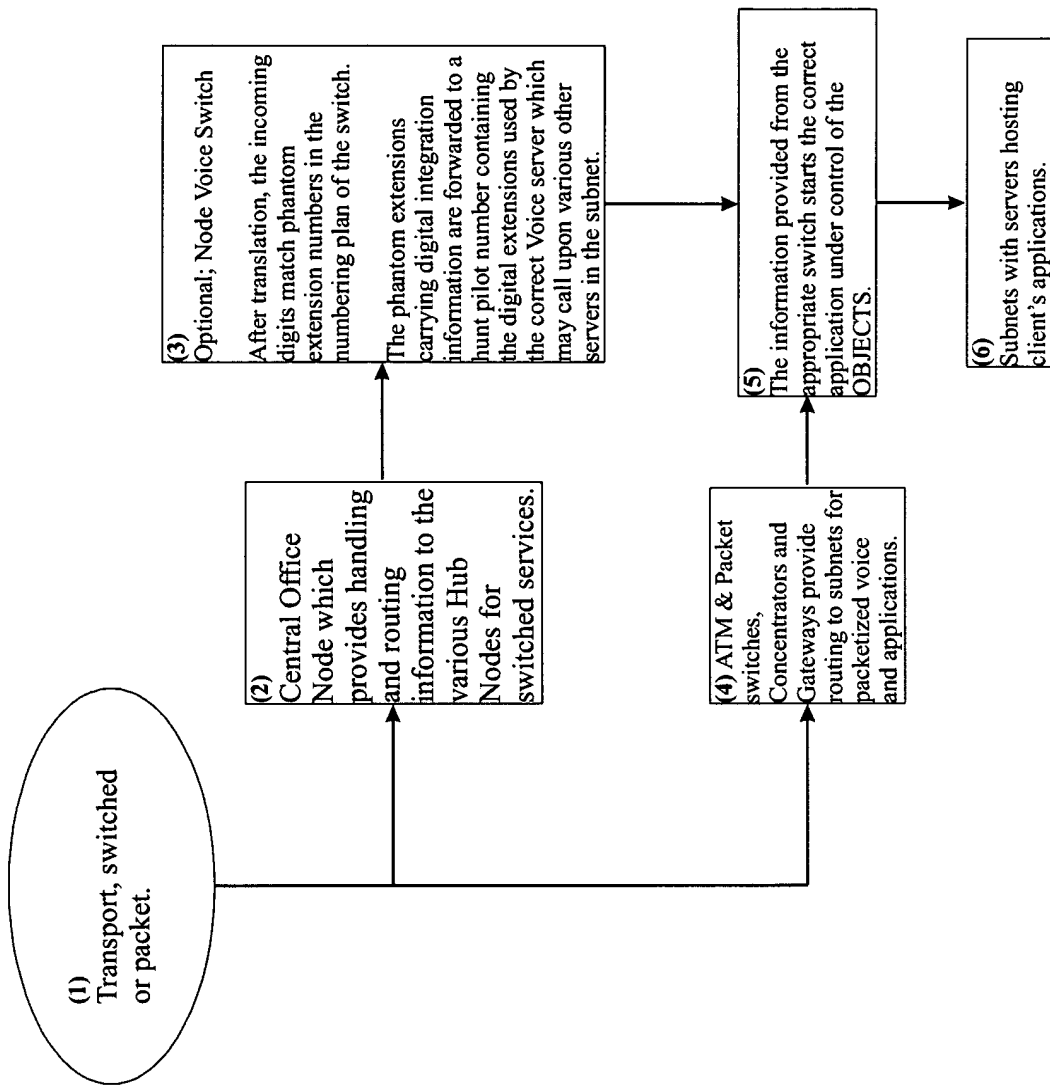 (1)
Transport, switched
or packet.
(2)
Central Office
Node which
provides handling
and routing
information to the
various Hub
Nodes for
switched services.
(3)
Optional; Node Voice Switch
After translation, the incoming
digits match phantom
extension numbers in the
numbering plan of the switch.
The phantom extensions
carrying digital integration
information are forwarded to a
hunt pilot number containing
the digital extensions used by
the correct Voice server which
may call upon various other
servers in the subnet.
(4) ATM & Packet
switches,
Concentrators and
Gateways provide
routing to subnets for
packetized voice
and applications.
(5)
The information provided from the
appropriate switch starts the correct
application under control of the
OBJECTS.
(6)
Subnets with servers hosting
client's applications.